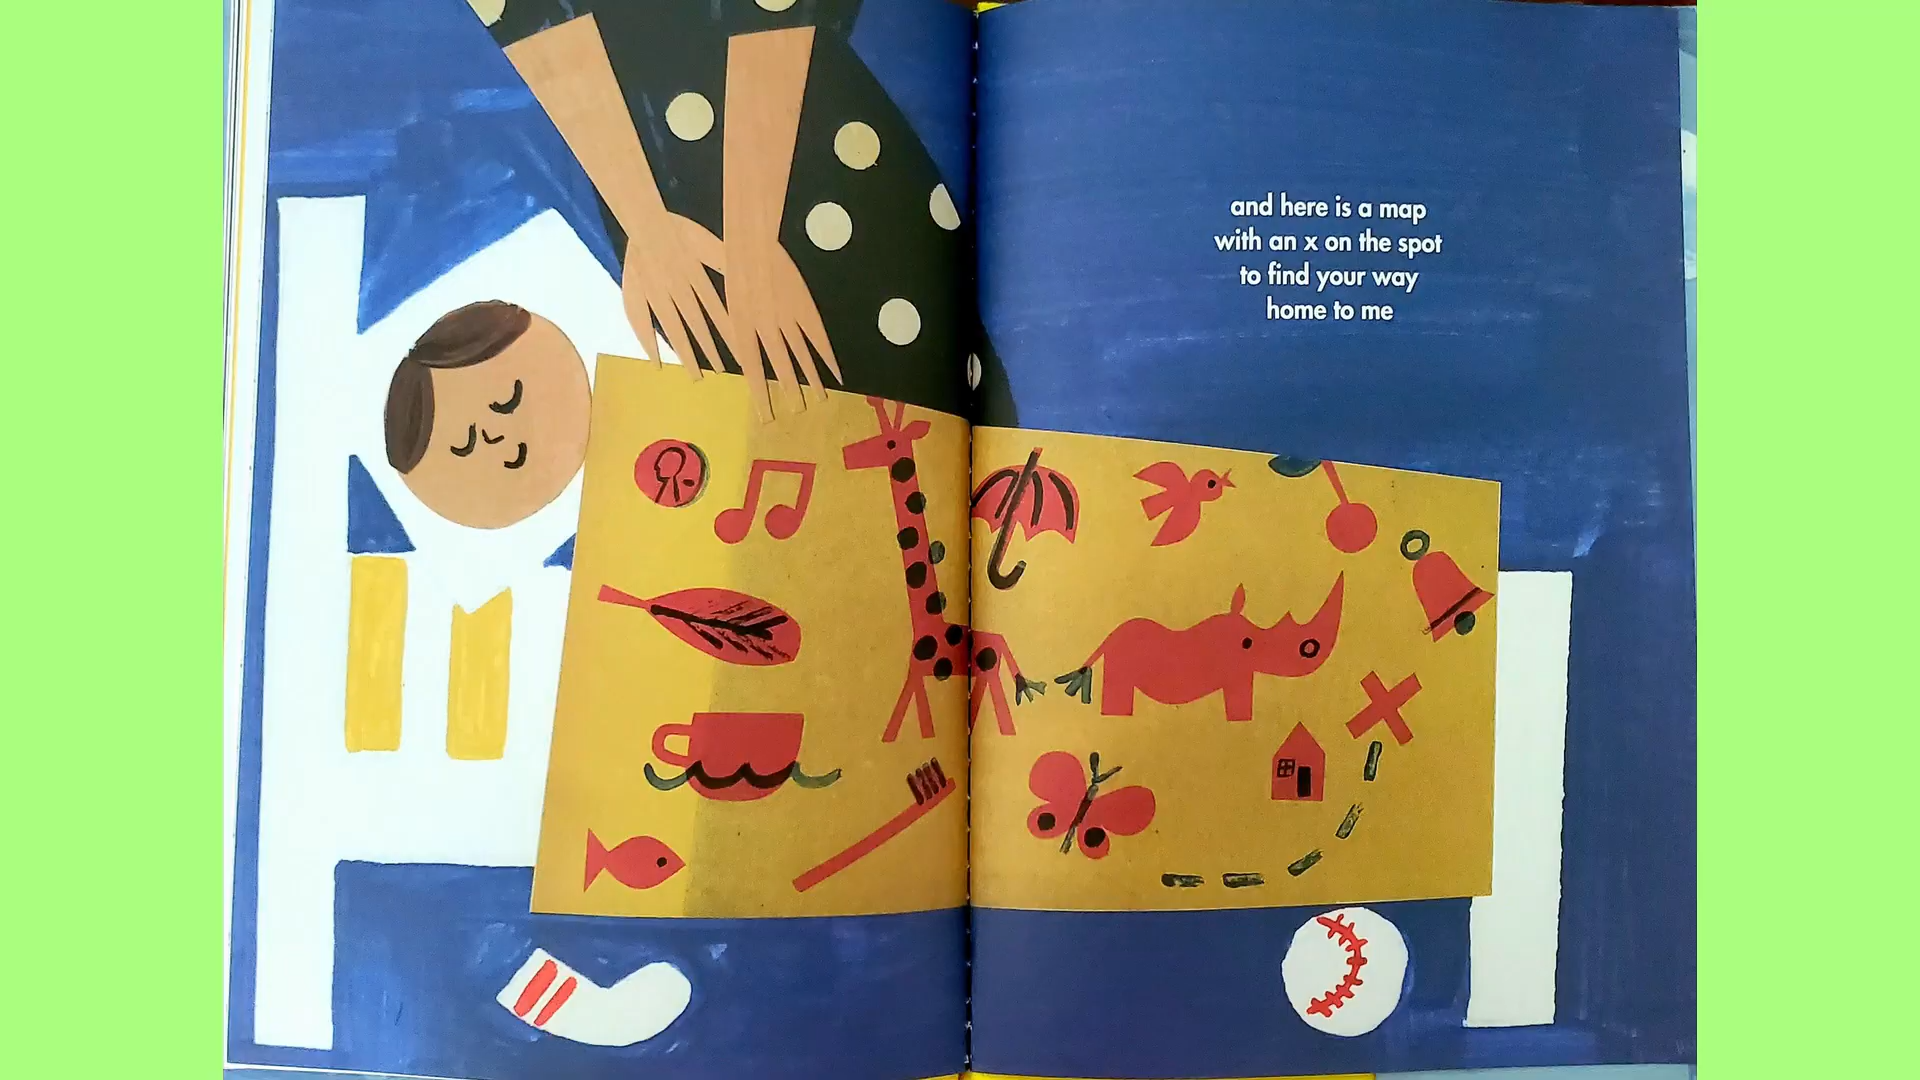 and here is a map
with an x on the spot
to find your way
home to me